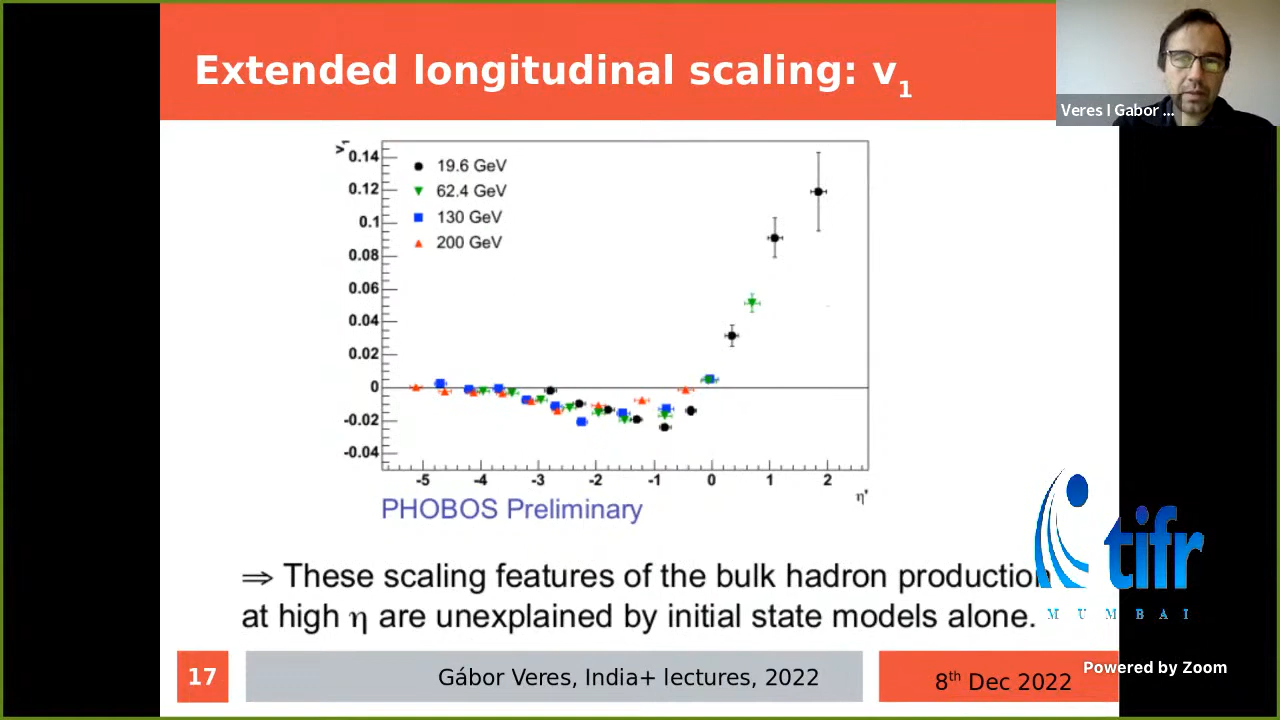 Extended longitudinal scaling: v1
Veres I Gabor ...
v1
0.14
0.12
0.1
0.08
0.06
0.04
0.02
0
-0.02
-0.04
19.6 GeV
62.4 GeV
130 GeV
200 GeV
-5 -4 -3 -2 -1 0 1 2
η'
PHOBOS Preliminary
⇒ These scaling features of the bulk hadron production
at high η are unexplained by initial state models alone.
tifr
MUMBAI
17
Gábor Veres, India+ lectures, 2022
8th Dec 2022
Powered by Zoom